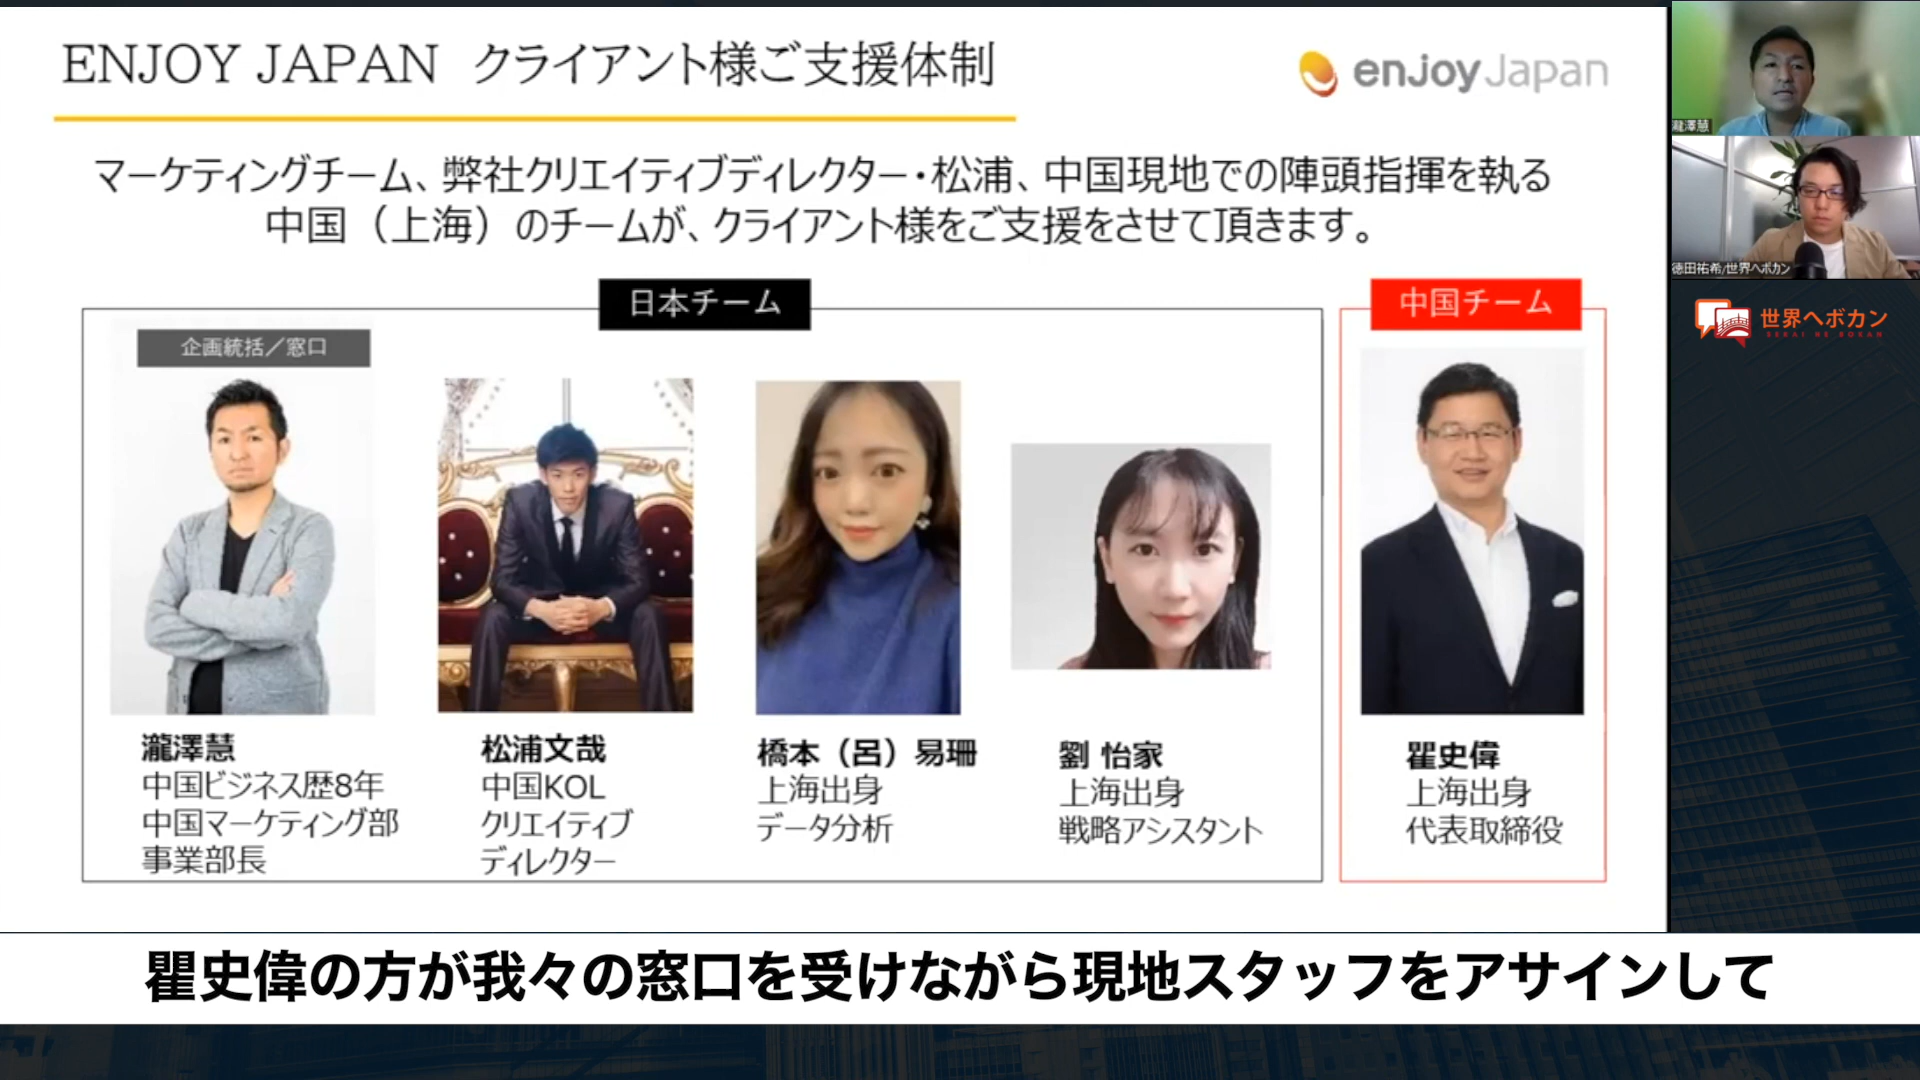 ENJOY JAPAN クライアント様ご支援体制
enjoyJapan
マーケティングチーム、弊社クリエイティブディレクター・松浦、中国現地での陣頭指揮を執る
中国（上海）のチームが、クライアント様をご支援をさせて頂きます。
日本チーム
中国チーム
企画統括／窓口
瀧澤慧
中国ビジネス歴8年
中国マーケティング部
事業部長
松浦文哉
中国KOL
クリエイティブ
ディレクター
橋本（呂）易珊
上海出身
データ分析
劉 怡家
上海出身
戦略アシスタント
瞿史偉
上海出身
代表取締役
瀧澤慧
徳田祐希/世界へボカン
世界へボカン
SEKAI HE BOKAN
瞿史偉の方が我々の窓口を受けながら現地スタッフをアサインして